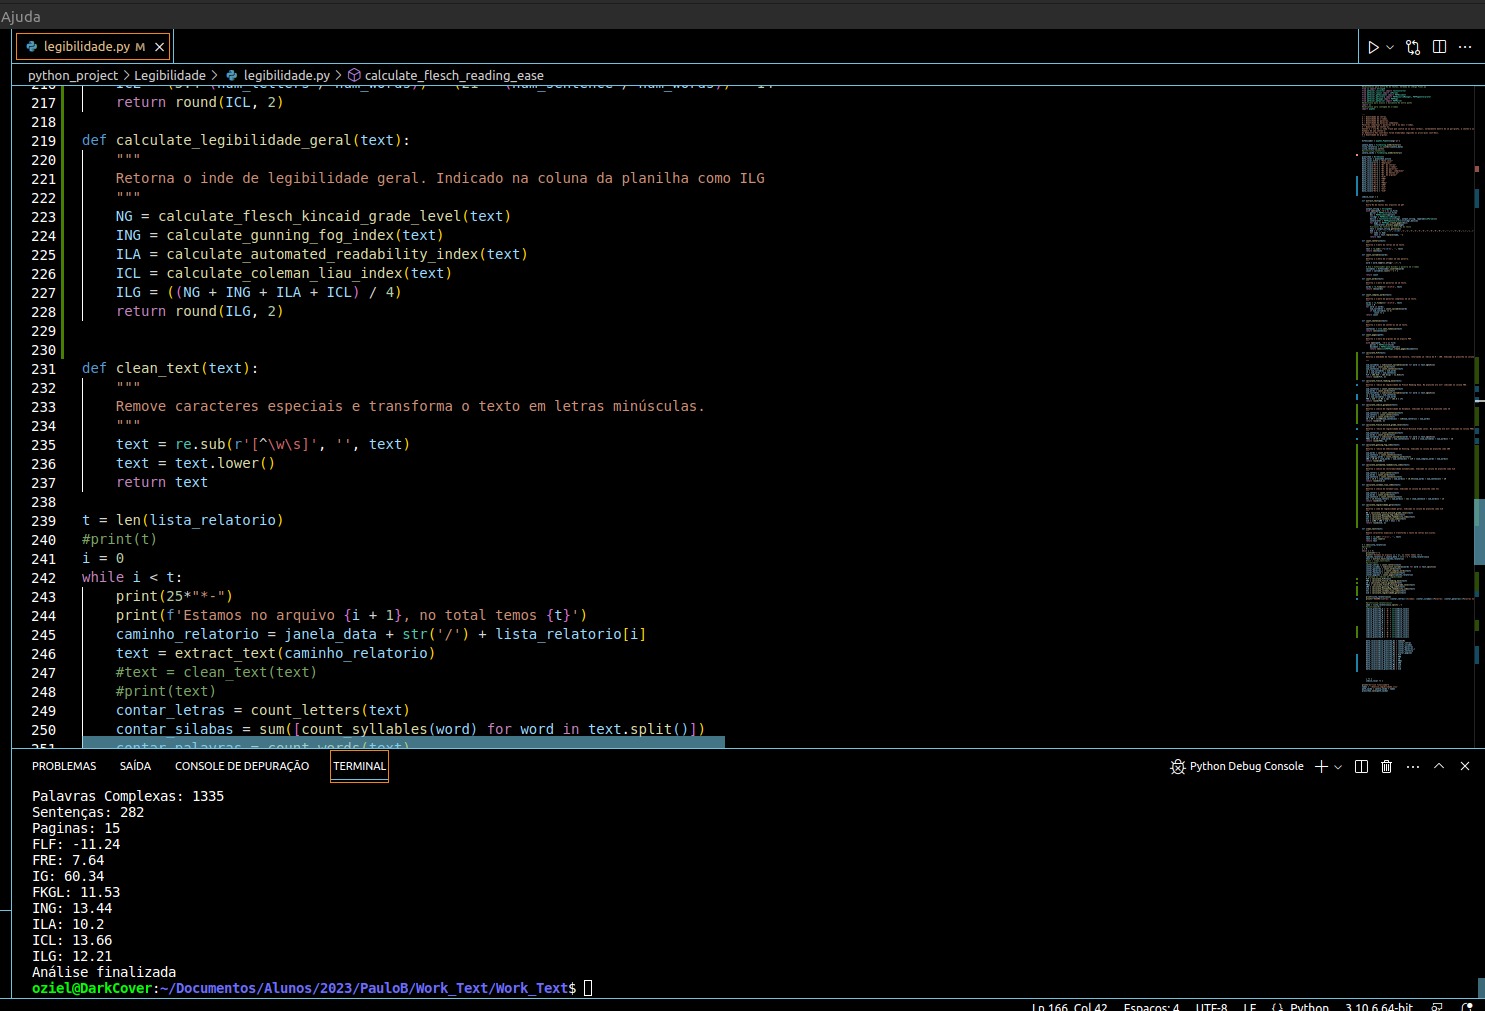 Ajuda
legibilidade.py M
python_project > Legibilidade > legibilidade.py > calculate_flesch_reading_ease
217 return round(ICL, 2)
218
219 def calculate_legibilidade_geral(text):
220 """
221 Retorna o inde de legibilidade geral. Indicado na coluna da planilha como ILG
222 """
223 NG = calculate_flesch_kincaid_grade_level(text)
224 ING = calculate_gunning_fog_index(text)
225 ILA = calculate_automated_readability_index(text)
226 ICL = calculate_coleman_liau_index(text)
227 ILG = ((NG + ING + ILA + ICL) / 4)
228 return round(ILG, 2)
229
230
231 def clean_text(text):
232 """
233 Remove caracteres especiais e transforma o texto em letras minúsculas.
234 """
235 text = re.sub(r'[^\w\s]', '', text)
236 text = text.lower()
237 return text
238
239 t = len(lista_relatorio)
240 #print(t)
241 i = 0
242 while i < t:
243 print(25*"*-")
244 print(f'Estamos no arquivo {i + 1}, no total temos {t}')
245 caminho_relatorio = janela_data + str('/') + lista_relatorio[i]
246 text = extract_text(caminho_relatorio)
247 #text = clean_text(text)
248 #print(text)
249 contar_letras = count_letters(text)
250 contar_silabas = sum([count_syllables(word) for word in text.split()])
251 contar_palavras = count_words(text)
PROBLEMAS SAÍDA CONSOLE DE DEPURAÇÃO TERMINAL Python Debug Console
Palavras Complexas: 1335
Sentenças: 282
Paginas: 15
FLF: -11.24
FRE: 7.64
IG: 60.34
FKGL: 11.53
ING: 13.44
ILA: 10.2
ICL: 13.66
ILG: 12.21
Análise finalizada
oziel@DarkCover:~/Documentos/Alunos/2023/PauloB/Work_Text/Work_Text$
Ln 166, Col 42 Espaços: 4 UTF-8 LF {} Python 3.10.6 64-bit